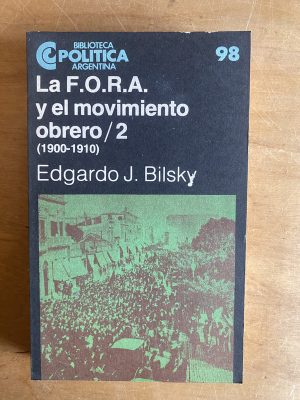 BIBLIOTECA
POLITICA
ARGENTINA
98
La F.O.R.A.
y el movimiento
obrero/2
(1900-1910)
Edgardo J. Bilsky